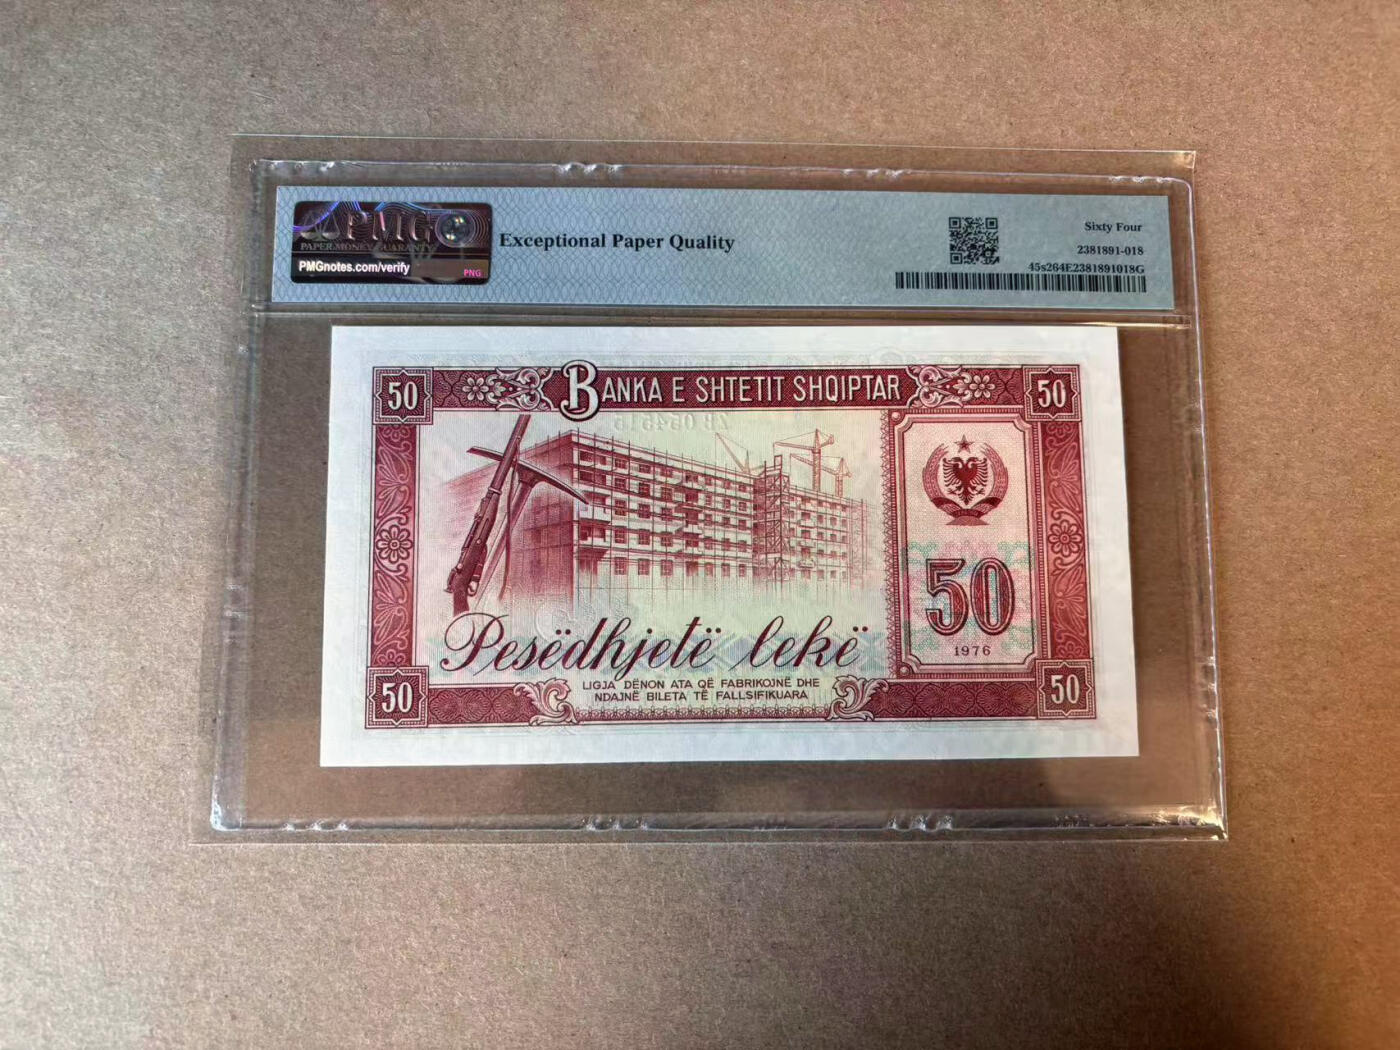 PMG
PAPER MONEY GUARANTY
PMGnotes.com/verify
PNG
Exceptional Paper Quality
Sixty Four
2381891-018
45s264E2381891018G
50
BANKA E SHTETIT SHQIPTAR
50
50
1976
Pesëdhjetë lekë
50
LIGJA DËNON ATA QË FABRIKOJNË DHE
NDAJNË BILETA TË FALLSIFIKUARA
50